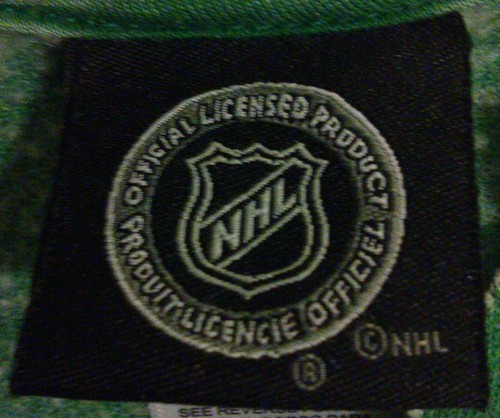 OFFICIAL LICENSED PRODUCT
NHL
PRODUIT LICENCIE OFFICIEL
© NHL
®
SEE REVERSE